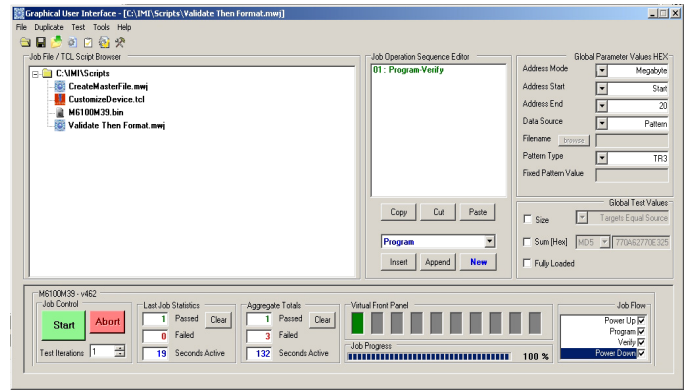 Graphical User Interface - [C:\IMI\Scripts\Validate Then Format.mwj]
File Duplicate Test Tools Help
Job File / TCL Script Browser
C:\IMI\Scripts
CreateMasterFile.mwj
CustomizeDevice.tcl
M6100M39.bin
Validate Then Format.mwj
Job Operation Sequence Editor
01 : Program-Verify
Copy Cut Paste
Program
Insert Append New
Global Parameter Values HEX
Address Mode Megabyte
Address Start Start
Address End 20
Data Source Pattern
Filename browse
Pattern Type TR3
Fixed Pattern Value
Global Test Values
Size Targets Equal Source
Sum [Hex] MD5 770A62770E325
Fully Loaded
M6100M39 - v462
Job Control
Start Abort
Test Iterations 1
Last Job Statistics
1 Passed Clear
0 Failed
19 Seconds Active
Aggregate Totals
1 Passed Clear
3 Failed
132 Seconds Active
Virtual Front Panel
Job Progress
100 %
Job Flow
Power Up
Program
Verify
Power Down